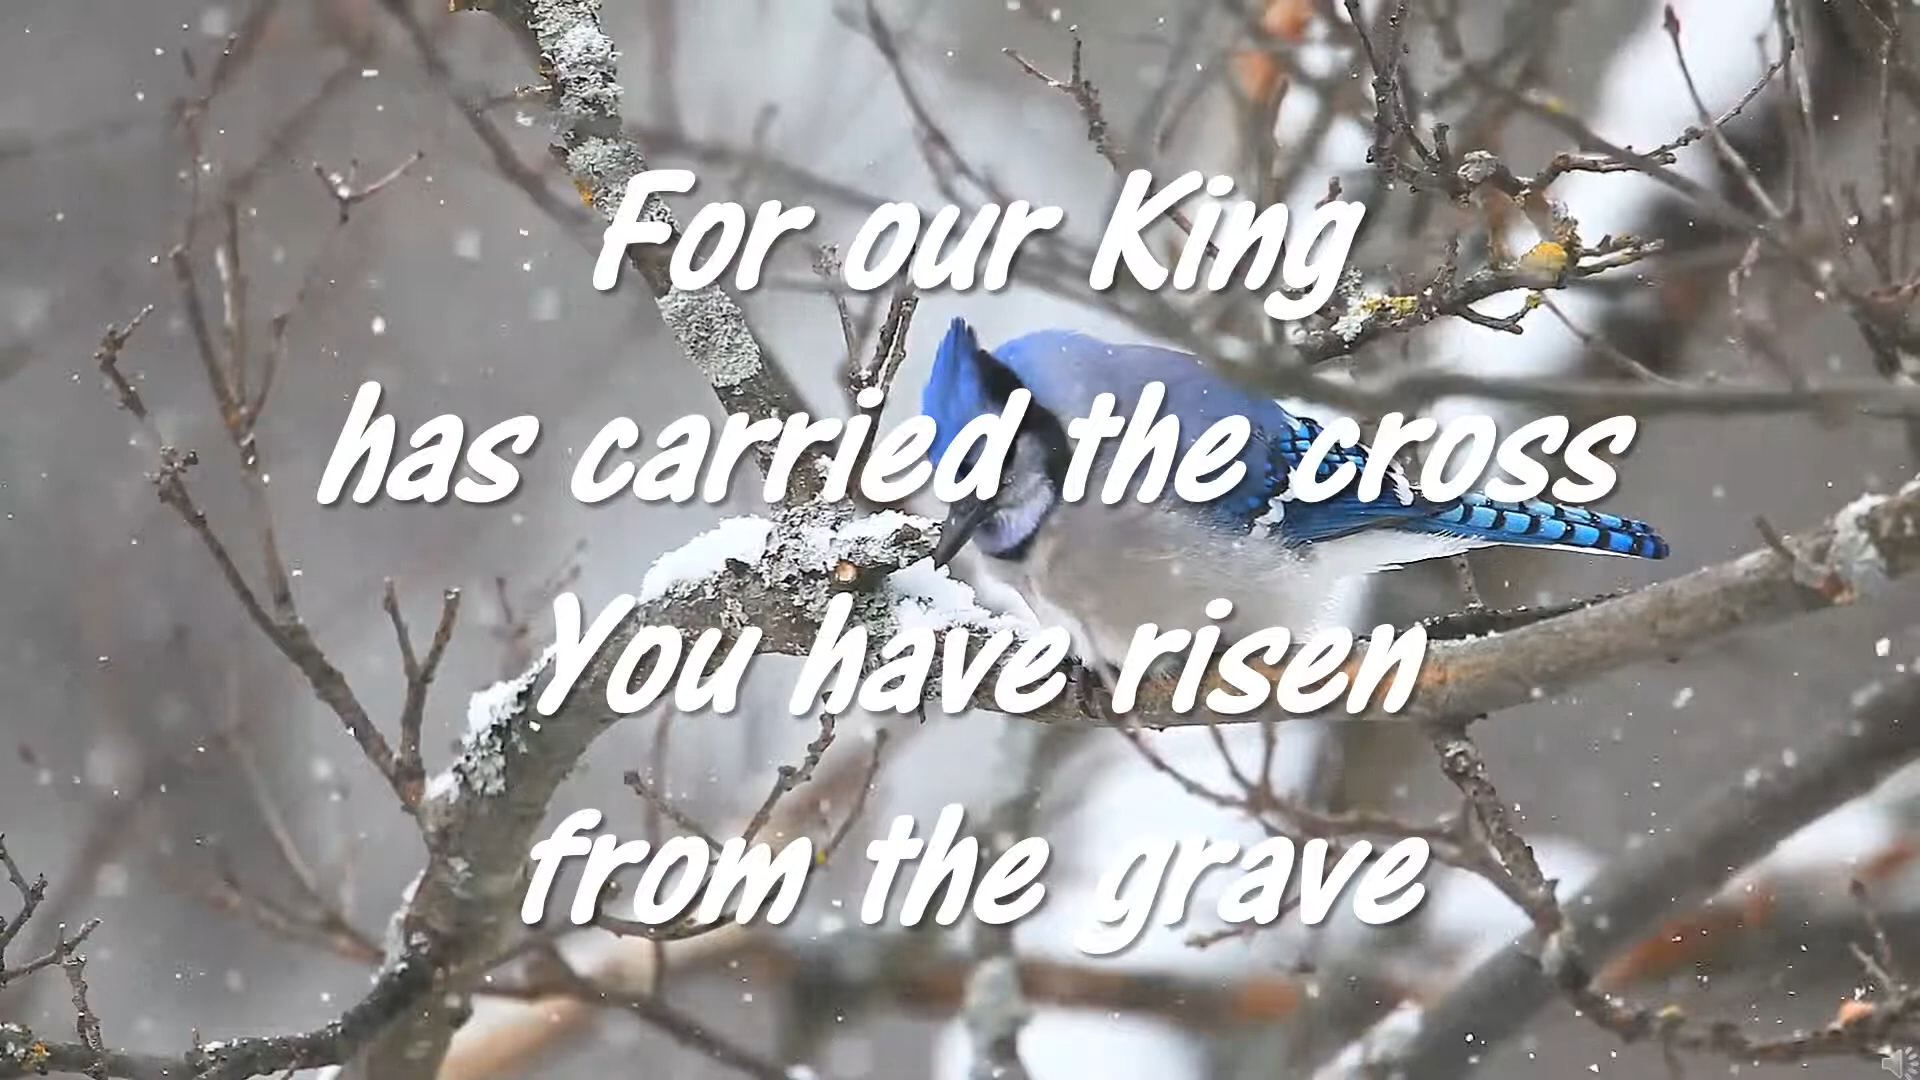 For our King
has carried the cross
You have risen
from the grave